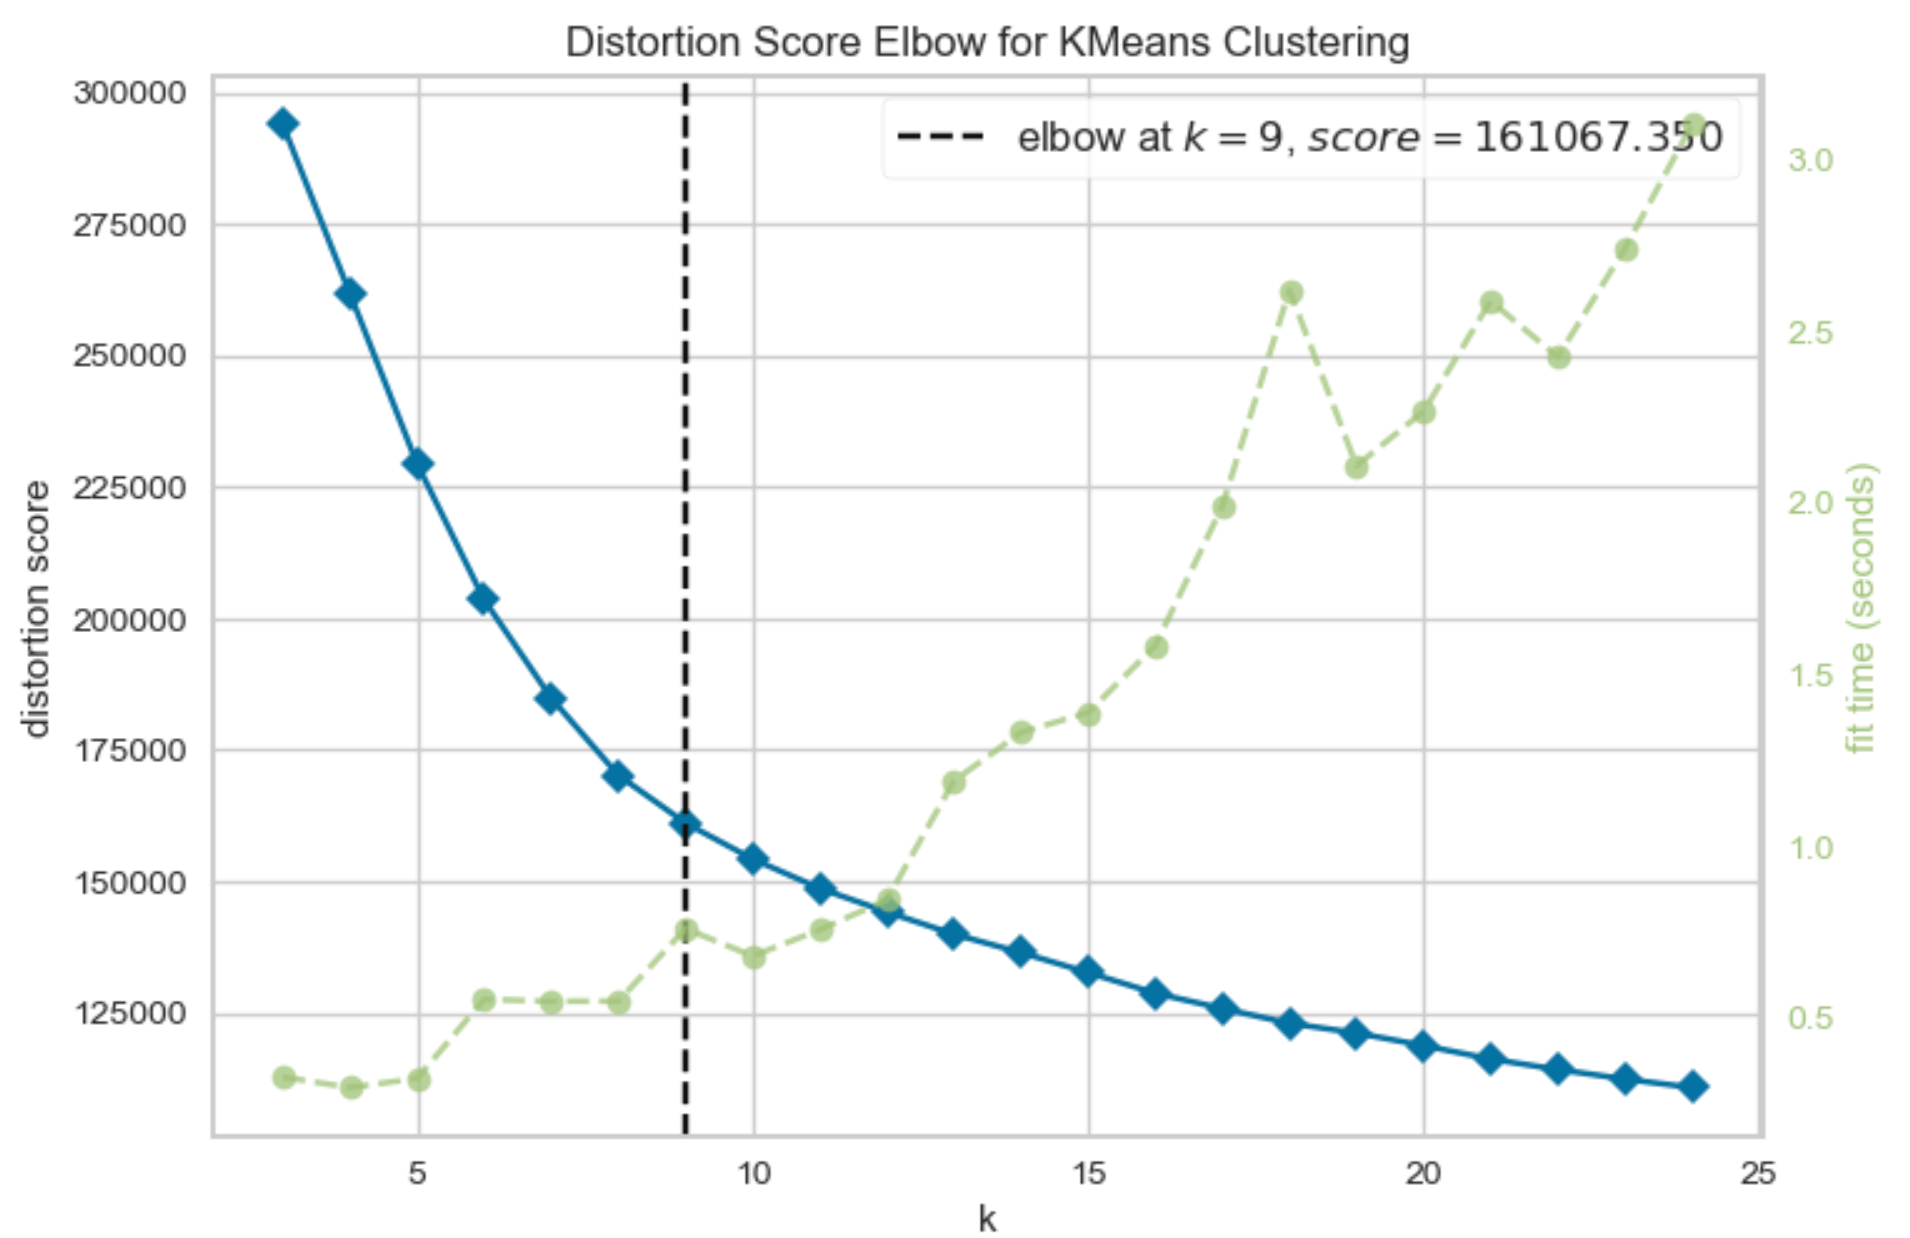 Distortion Score Elbow for KMeans Clustering
elbow at k = 9, score = 161067.350
300000
275000
250000
225000
200000
175000
150000
125000
distortion score
3.0
2.5
2.0
1.5
1.0
0.5
fit time (seconds)
5 10 15 20 25
k